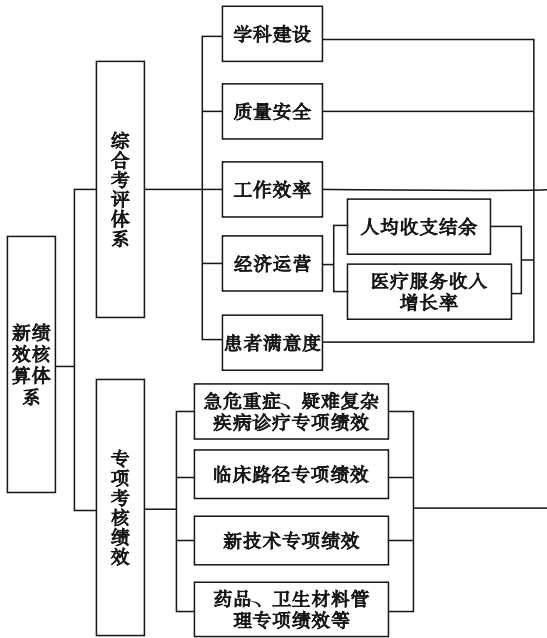 新绩
效核
算体
系
综
合
考
评
体
系
学科建设
质量安全
工作效率
经济运营
人均收支结余
医疗服务收入
增长率
患者满意度
专
项
考
核
绩
效
急危重症、疑难复杂
疾病诊疗专项绩效
临床路径专项绩效
新技术专项绩效
药品、卫生材料管
理专项绩效等